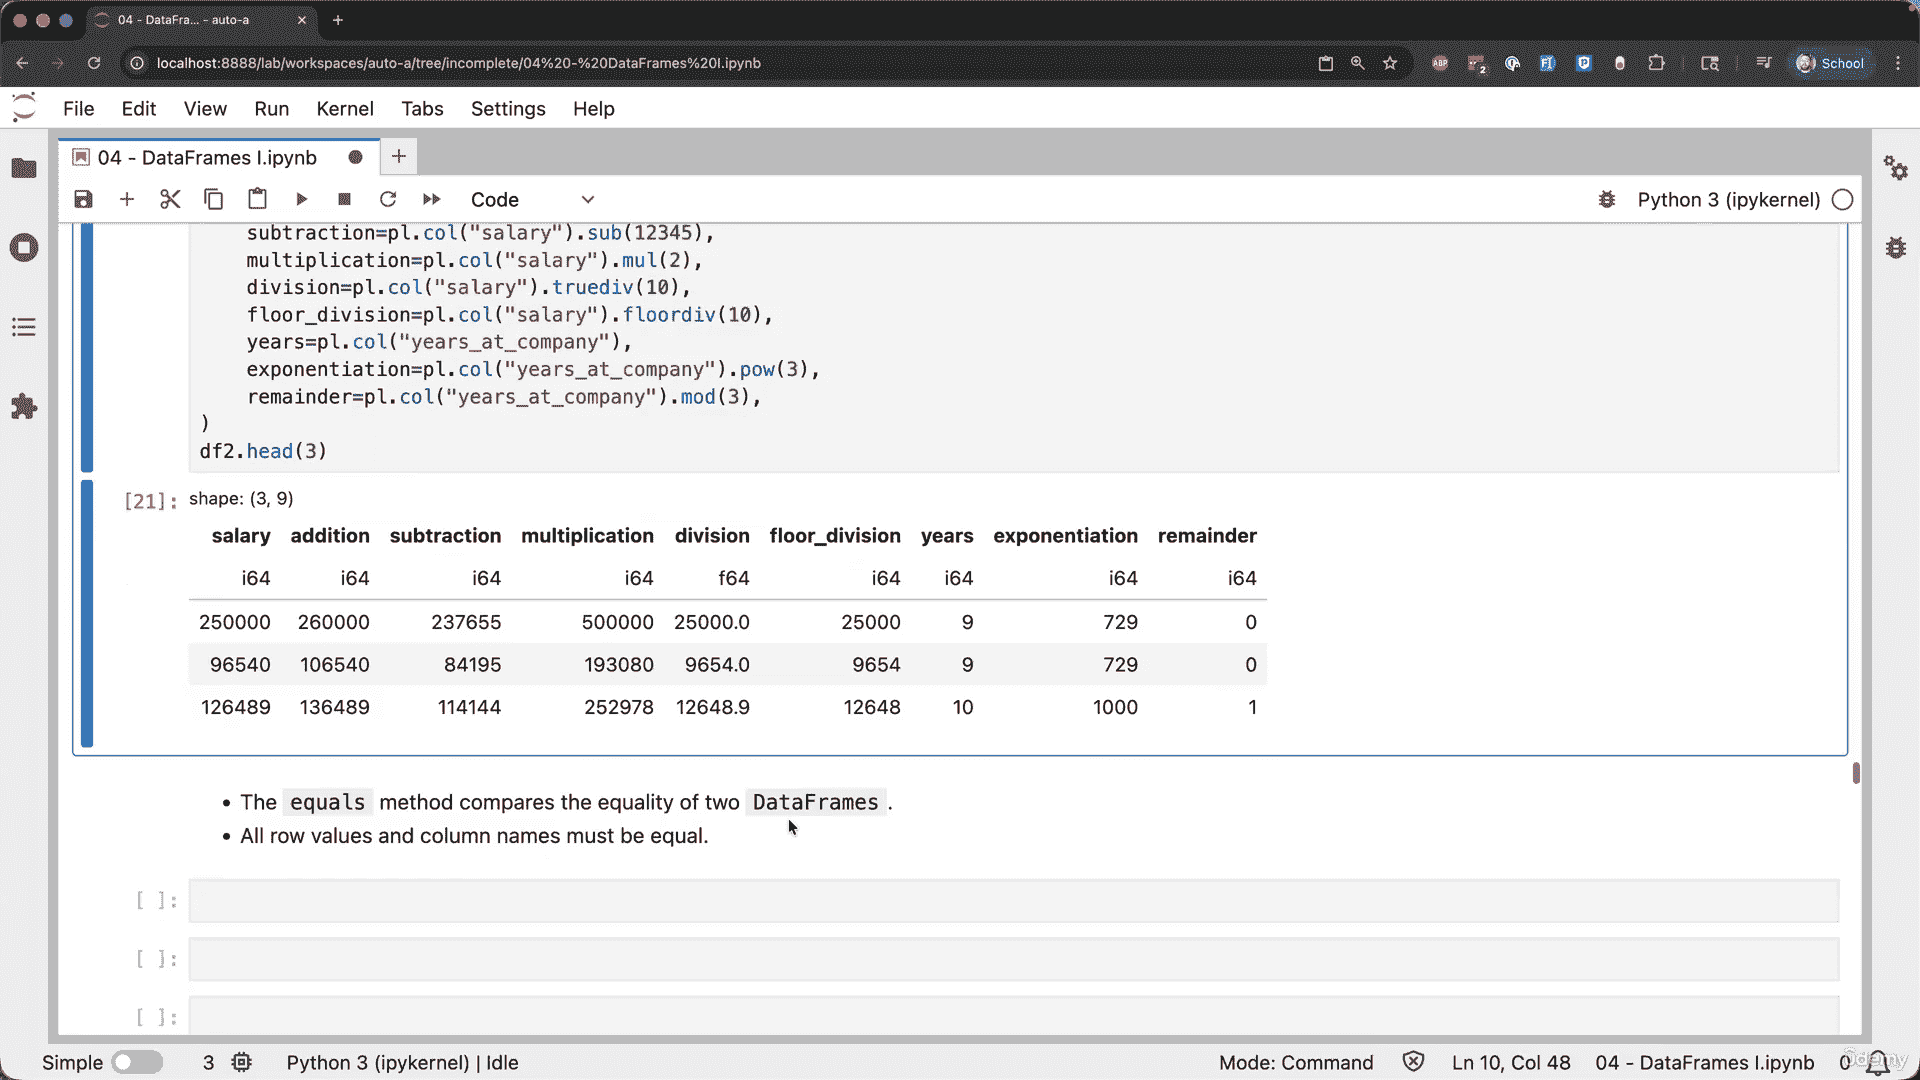 04 - DataFra... - auto-a
localhost:8888/lab/workspaces/auto-a/tree/incomplete/04%20-%20DataFrames%20I.ipynb
ABP
2
School
File Edit View Run Kernel Tabs Settings Help
04 - DataFrames I.ipynb
Code
Python 3 (ipykernel)
subtraction=pl.col("salary").sub(12345),
multiplication=pl.col("salary").mul(2),
division=pl.col("salary").truediv(10),
floor_division=pl.col("salary").floordiv(10),
years=pl.col("years_at_company"),
exponentiation=pl.col("years_at_company").pow(3),
remainder=pl.col("years_at_company").mod(3),
)
df2.head(3)
[21]: shape: (3, 9)
salary addition subtraction multiplication division floor_division years exponentiation remainder
i64 i64 i64 i64 f64 i64 i64 i64 i64
250000 260000 237655 500000 25000.0 25000 9 729 0
96540 106540 84195 193080 9654.0 9654 9 729 0
126489 136489 114144 252978 12648.9 12648 10 1000 1
• The equals method compares the equality of two DataFrames .
• All row values and column names must be equal.
[ ]:
[ ]:
[ ]:
Simple 3 Python 3 (ipykernel) | Idle Mode: Command Ln 10, Col 48 04 - DataFrames I.ipynb 0
Udemy